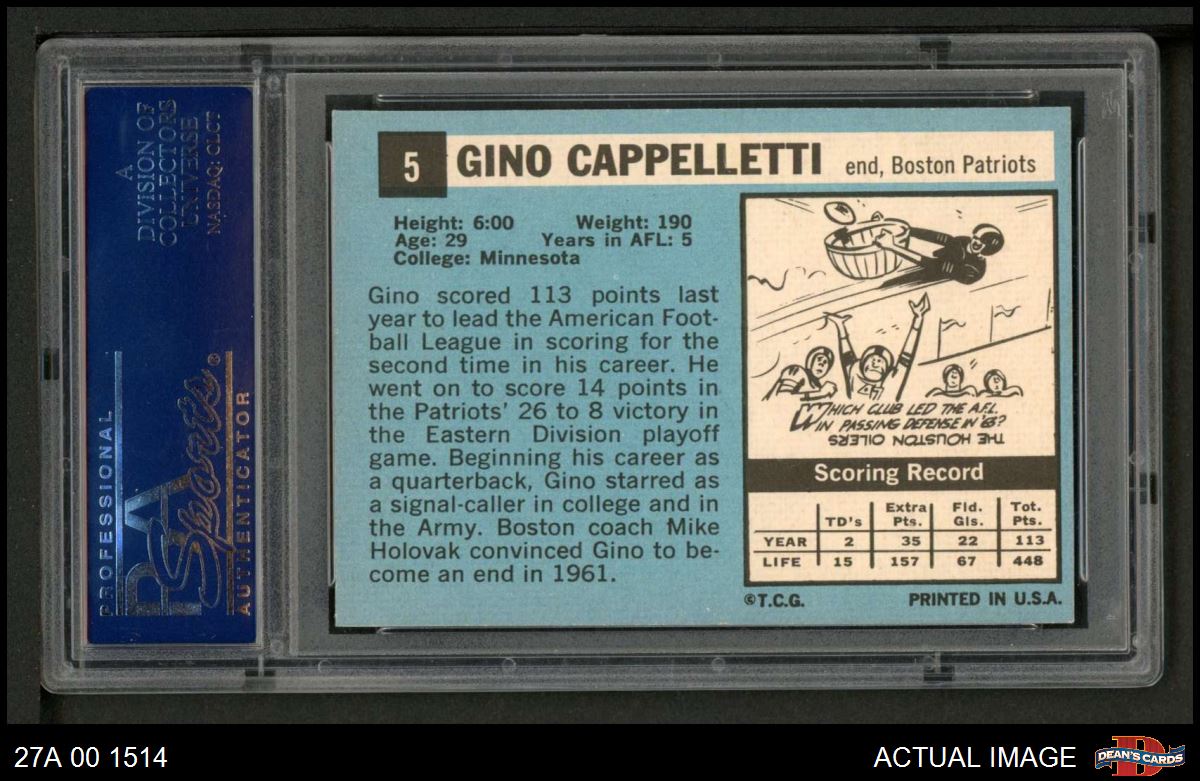 A
DIVISION OF
COLLECTORS
UNIVERSE
NASDAQ: CLCT
PROFESSIONAL
PSA
Sports®
AUTHENTICATOR
5 GINO CAPPELLETTI end, Boston Patriots
Height: 6:00 Weight: 190
Age: 29 Years in AFL: 5
College: Minnesota
Gino scored 113 points last
year to lead the American Foot-
ball League in scoring for the
second time in his career. He
went on to score 14 points in
the Patriots' 26 to 8 victory in
the Eastern Division playoff
game. Beginning his career as
a quarterback, Gino starred as
a signal-caller in college and in
the Army. Boston coach Mike
Holovak convinced Gino to be-
come an end in 1961.
WHICH CLUB LED THE A.F.L.
IN PASSING DEFENSE IN '63?
THE HOUSTON OILERS
Scoring Record
TD's Extra Pts. Fld. Gls. Tot. Pts.
YEAR 2 35 22 113
LIFE 15 157 67 448
©T.C.G. PRINTED IN U.S.A.
27A 00 1514 ACTUAL IMAGE
D
DEAN'S CARDS